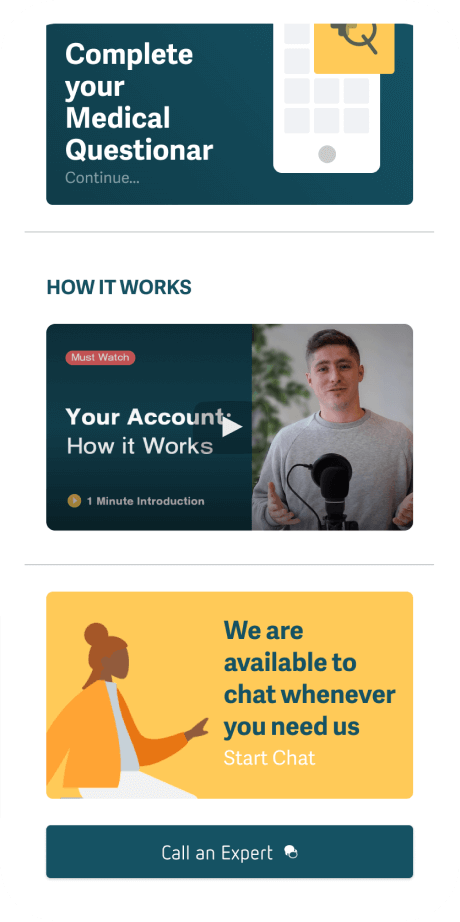 Complete
your
Medical
Questionar
Continue...
HOW IT WORKS
Must Watch
Your Account:
How it Works
1 Minute Introduction
We are
available to
chat whenever
you need us
Start Chat
Call an Expert